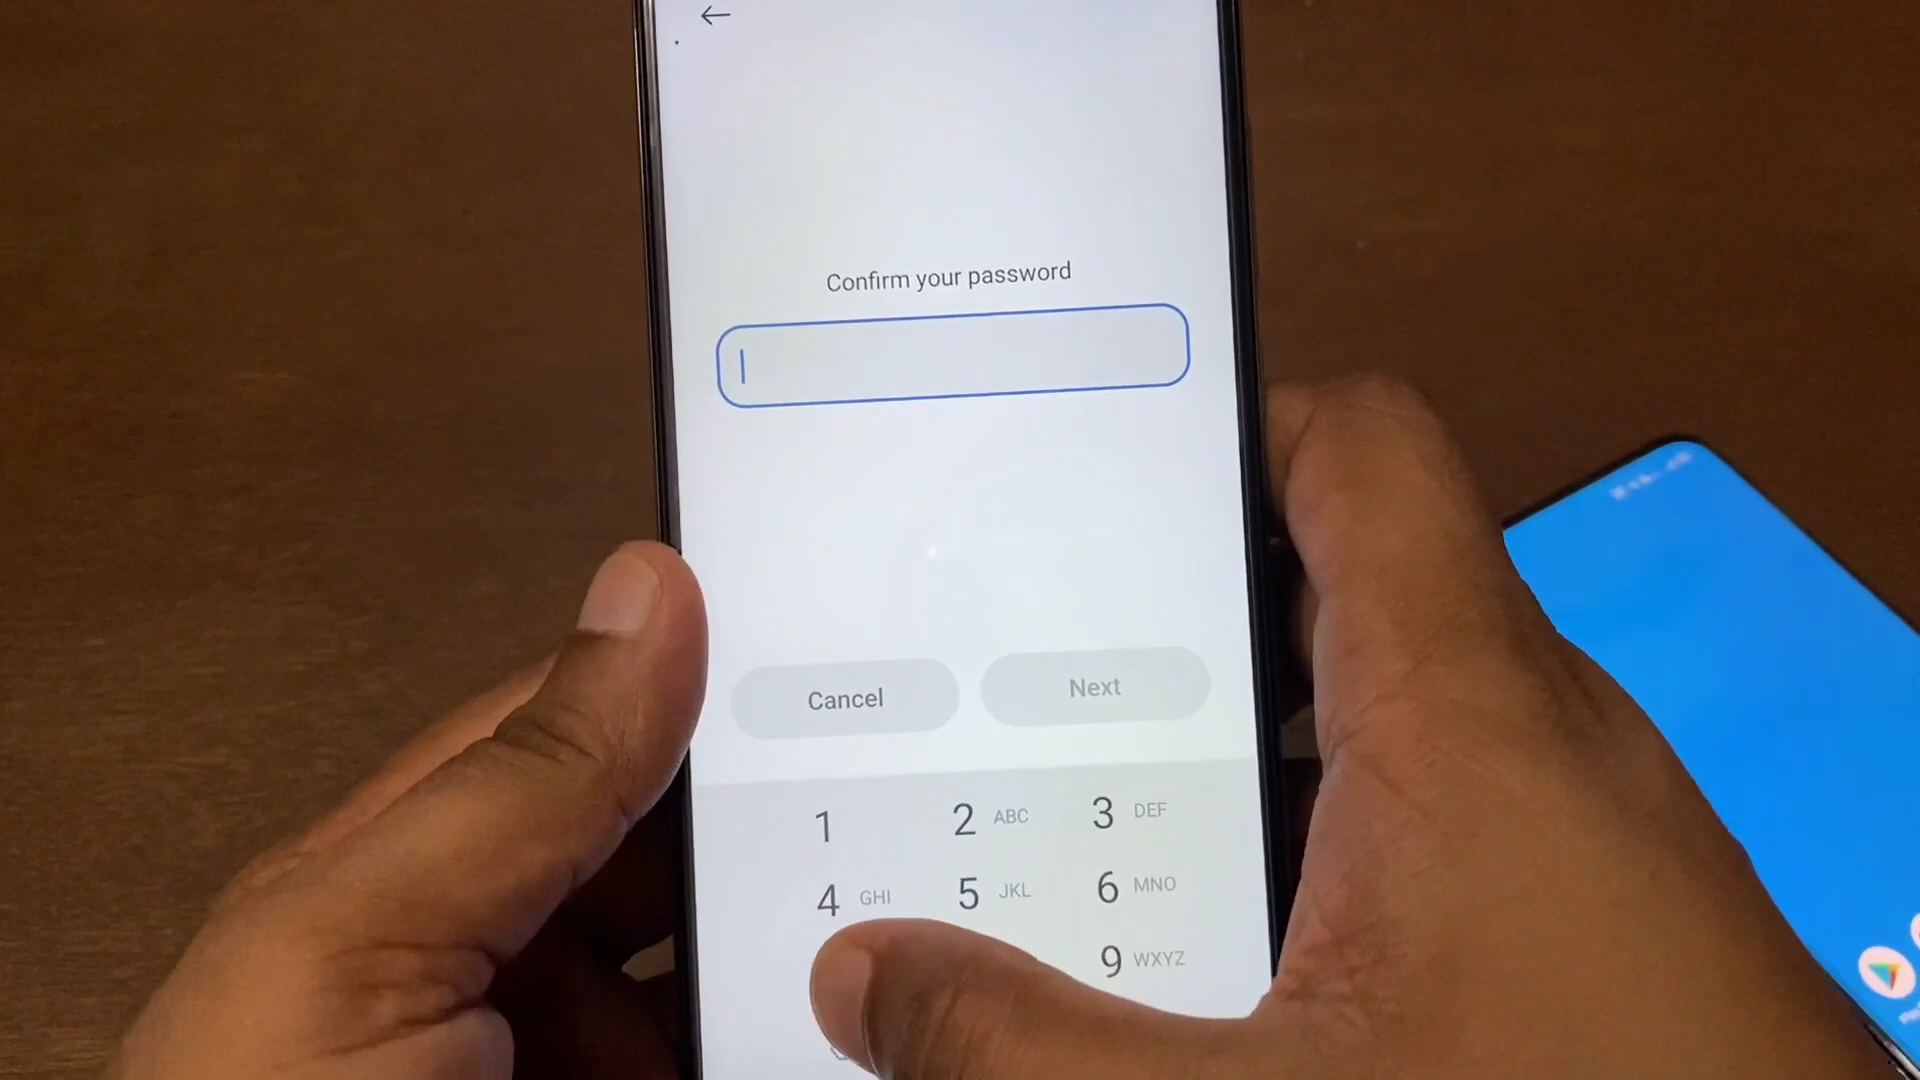 Confirm your password
Cancel Next
1 2 ABC 3 DEF
4 GHI 5 JKL 6 MNO
9 WXYZ